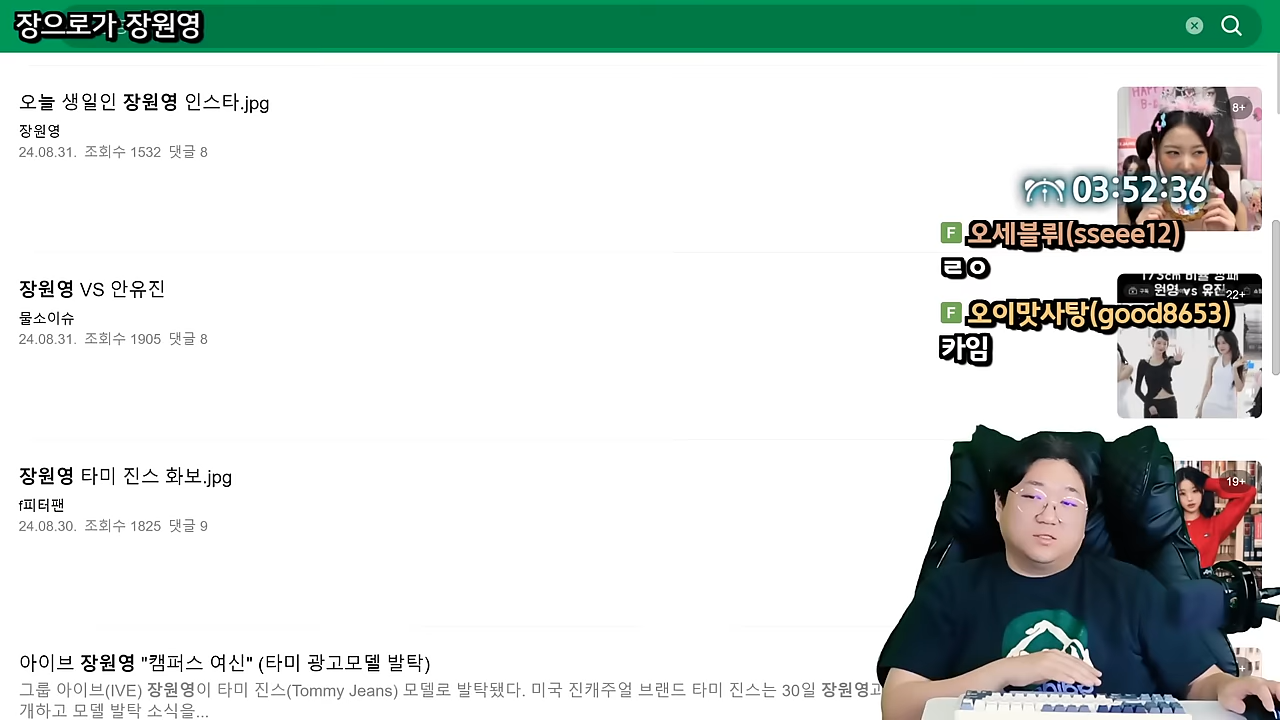 장으로가 장원영
오늘 생일인 장원영 인스타.jpg
장원영
24.08.31. 조회수 1532 댓글 8
8+
03:52:36
F 오세블뤼(sseee12)
ㄹㅇ
장원영 VS 안유진
물소이슈
24.08.31. 조회수 1905 댓글 8
원영 vs 유진
22+
F 오이맛사탕(good8653)
카임
장원영 타미 진스 화보.jpg
f피터팬
24.08.30. 조회수 1825 댓글 9
19+
아이브 장원영 "캠퍼스 여신" (타미 광고모델 발탁)
그룹 아이브(IVE) 장원영이 타미 진스(Tommy Jeans) 모델로 발탁됐다. 미국 진캐주얼 브랜드 타미 진스는 30일 장원영과
개하고 모델 발탁 소식을...